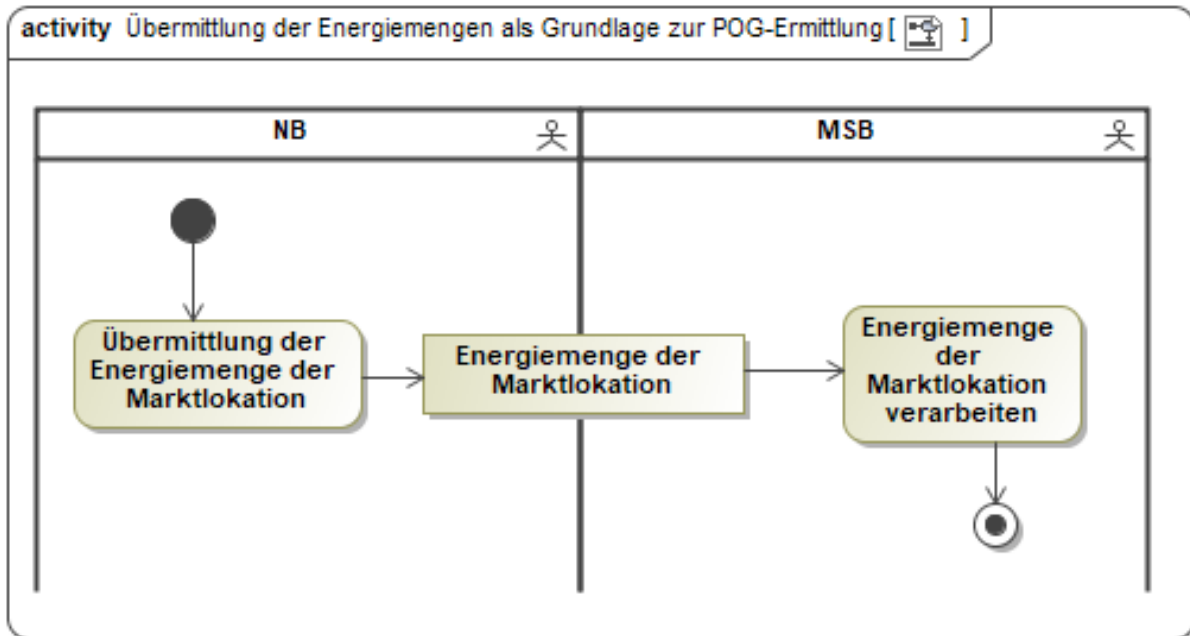 activity Übermittlung der Energiemengen als Grundlage zur POG-Ermittlung [ ]
NB
MSB
Übermittlung der
Energiemenge der
Marktlokation
Energiemenge der
Marktlokation
Energiemenge
der
Marktlokation
verarbeiten